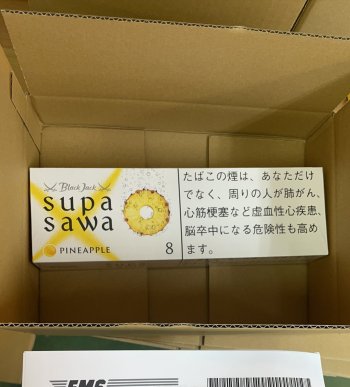 Black Jack
supa
sawa
PINEAPPLE
8
たばこの煙は、あなただけ
でなく、周りの人が肺がん、
心筋梗塞など虚血性心疾患、
脳卒中になる危険性も高め
ます。
EMS